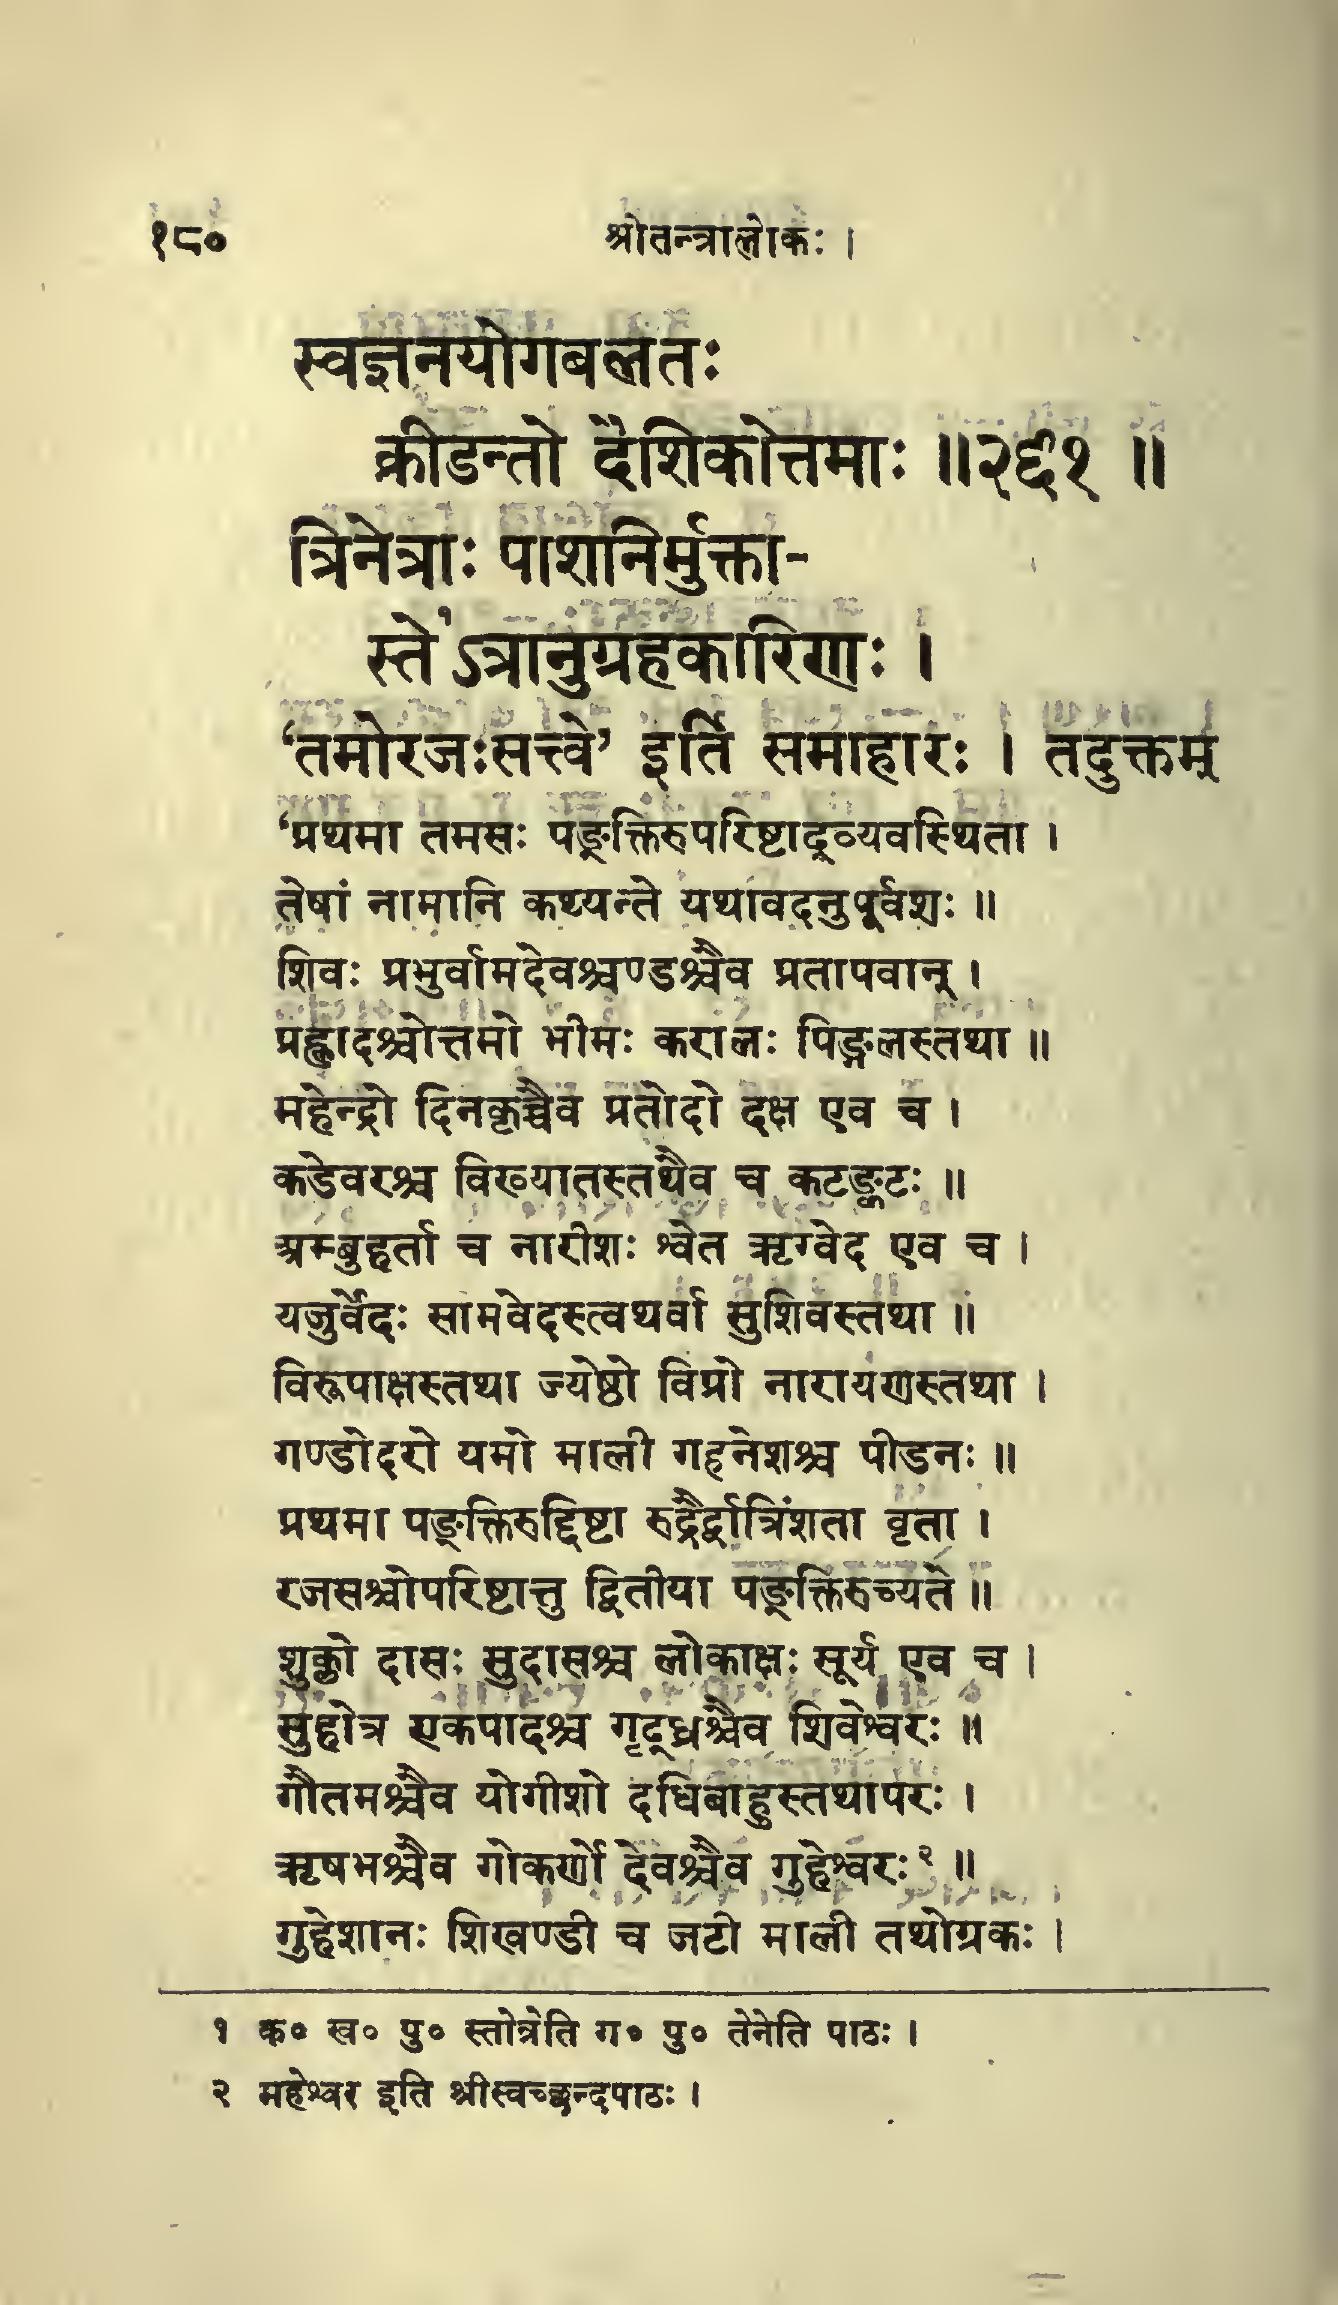 १८० श्रीतन्त्रालोकः ।
स्वज्ञानयोगबलतः
क्रीडन्तो दैशिकोत्तमाः ॥२६१ ॥
त्रिनेत्राः पाशनिर्मुक्ता-
स्ते१ऽत्रानुग्रहकारिणः ।
‘तमोरजःसत्त्वे’ इति समाहारः । तदुक्तम्
‘प्रथमा तमसः पङ्क्तिरुपरिष्टाद्व्यवस्थिता ।
तेषां नामानि कथ्यन्ते यथावदनुपूर्वशः ॥
शिवः प्रभुर्वामदेवश्चण्डश्चैव प्रतापवान् ।
प्रह्लादश्चोत्तमो भीमः करालः पिङ्गलस्तथा ॥
महेन्द्रो दिनकृच्चैव प्रतोदो दक्ष एव च ।
कडेवरश्च विख्यातस्तथैव च कटङ्कटः ॥
अम्बुहर्ता च नारीशः श्वेत ऋग्वेद एव च ।
यजुर्वेदः सामवेदस्त्वथर्वा सुशिवस्तथा ॥
विरूपाक्षस्तथा ज्येष्ठो विप्रो नारायणस्तथा ।
गण्डोदरो यमो माली गहनेशश्च पीडनः ॥
प्रथमा पङ्क्तिरुद्दिष्टा रुद्रैर्द्वात्रिंशता वृता ।
रजसश्चोपरिष्टात्तु द्वितीया पङ्क्तिरुच्यते ॥
शुक्लो दासः सुदासश्च लोकाक्षः सूर्य एव च ।
सुहोत्र एकपादश्च गृद्ध्रश्चैव शिवेश्वरः ॥
गौतमश्चैव योगीशो दधिबाहुस्तथापरः ।
ऋषभश्चैव गोकर्णो देवश्चैव गुहेश्वरः२ ॥
गुहेशानः शिखण्डी च जटी माली तथोग्रकः ।
१ क० ख० पु० स्तोत्रेति ग० पु० तेनेति पाठः ।
२ महेश्वर इति श्रीस्वच्छन्दपाठः ।